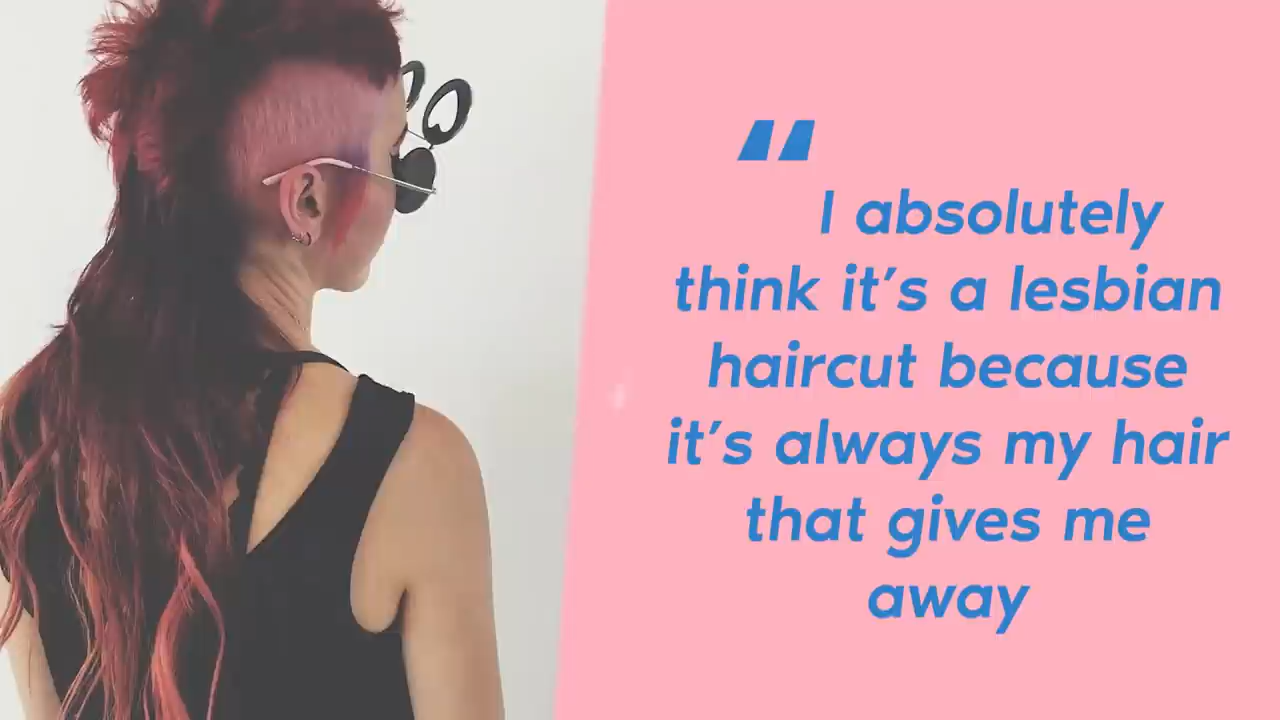 “
I absolutely
think it’s a lesbian
haircut because
it’s always my hair
that gives me
away